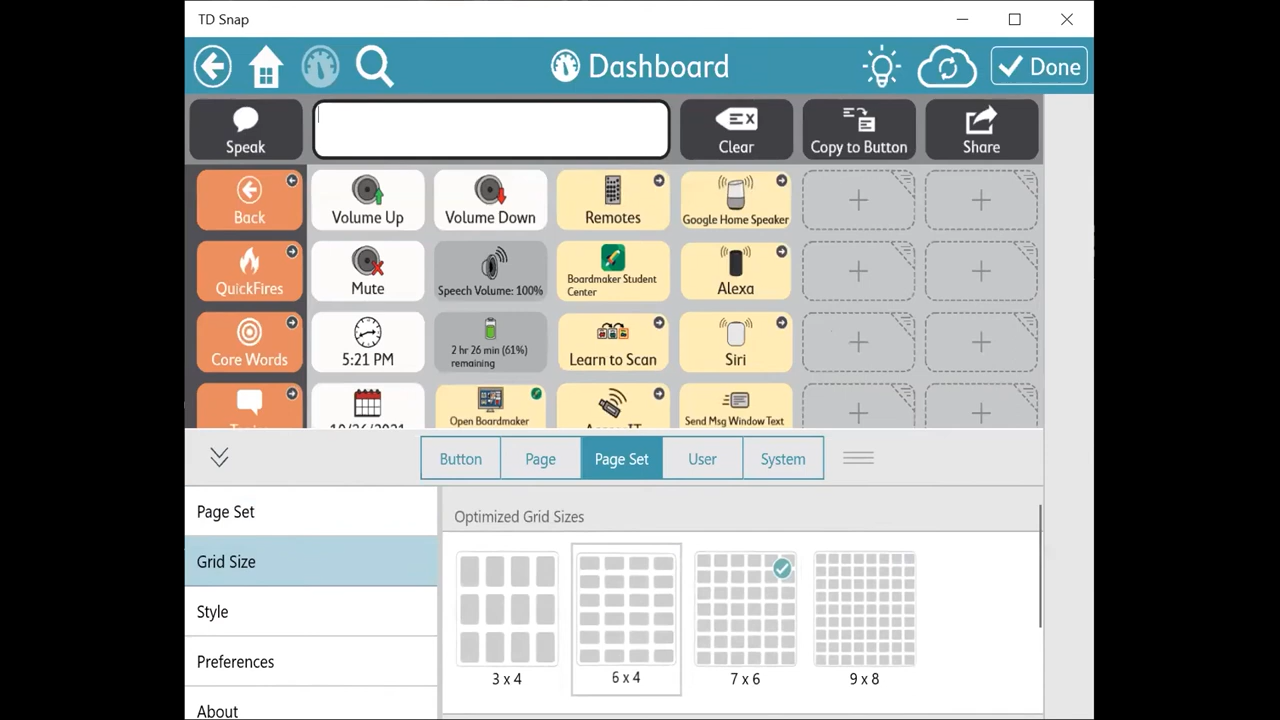 TD Snap
Dashboard
Done
Speak
Clear
Copy to Button
Share
Back
Volume Up
Volume Down
Remotes
Google Home Speaker
QuickFires
Mute
Speech Volume: 100%
Boardmaker Student
Center
Alexa
Core Words
5:21 PM
2 hr 26 min (61%)
remaining
Learn to Scan
Siri
10/26/2021
Open Boardmaker
Send Msg Window Text
Button
Page
Page Set
User
System
Page Set
Grid Size
Style
Preferences
About
Optimized Grid Sizes
3 x 4
6 x 4
7 x 6
9 x 8